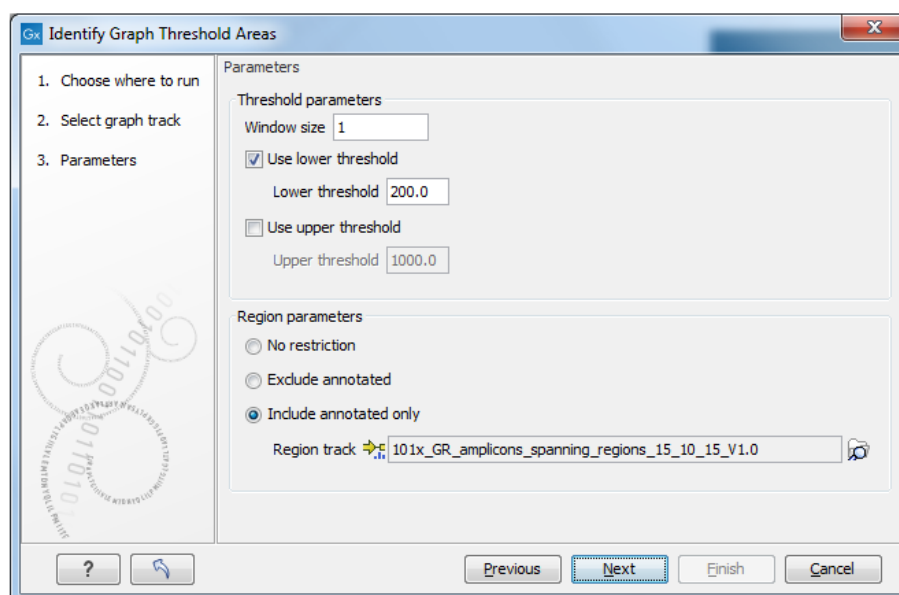 Gx Identify Graph Threshold Areas
1. Choose where to run
2. Select graph track
3. Parameters
Parameters
Threshold parameters
Window size 1
Use lower threshold
Lower threshold 200.0
Use upper threshold
Upper threshold 1000.0
Region parameters
No restriction
Exclude annotated
Include annotated only
Region track 101x_GR_amplicons_spanning_regions_15_10_15_V1.0
? Previous Next Finish Cancel